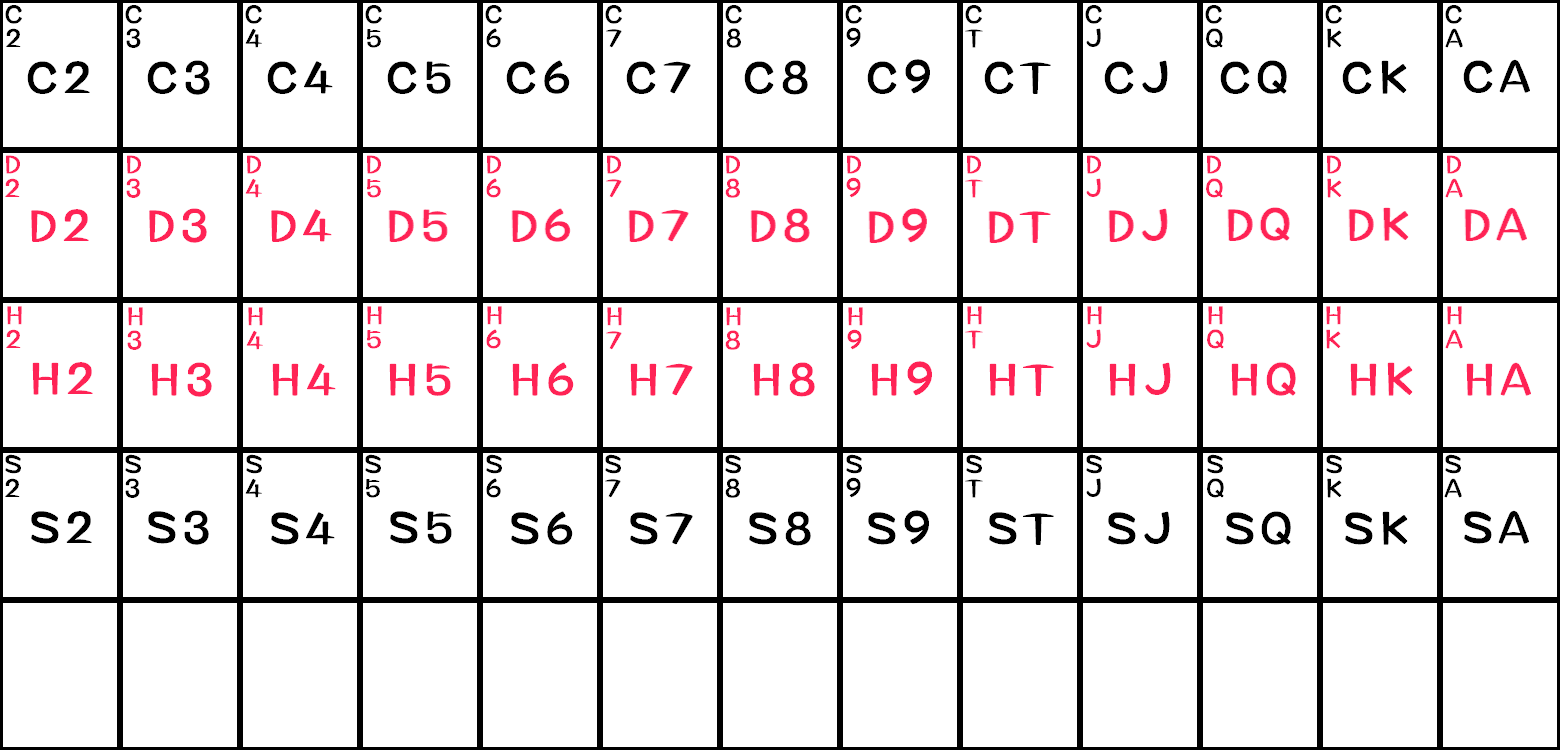 C C C C C C C C C C C C C
2 3 4 5 6 7 8 9 T J Q K A
C2 C3 C4 C5 C6 C7 C8 C9 CT CJ CQ CK CA
D D D D D D D D D D D D D
2 3 4 5 6 7 8 9 T J Q K A
D2 D3 D4 D5 D6 D7 D8 D9 DT DJ DQ DK DA
H H H H H H H H H H H H H
2 3 4 5 6 7 8 9 T J Q K A
H2 H3 H4 H5 H6 H7 H8 H9 HT HJ HQ HK HA
S S S S S S S S S S S S S
2 3 4 5 6 7 8 9 T J Q K A
S2 S3 S4 S5 S6 S7 S8 S9 ST SJ SQ SK SA